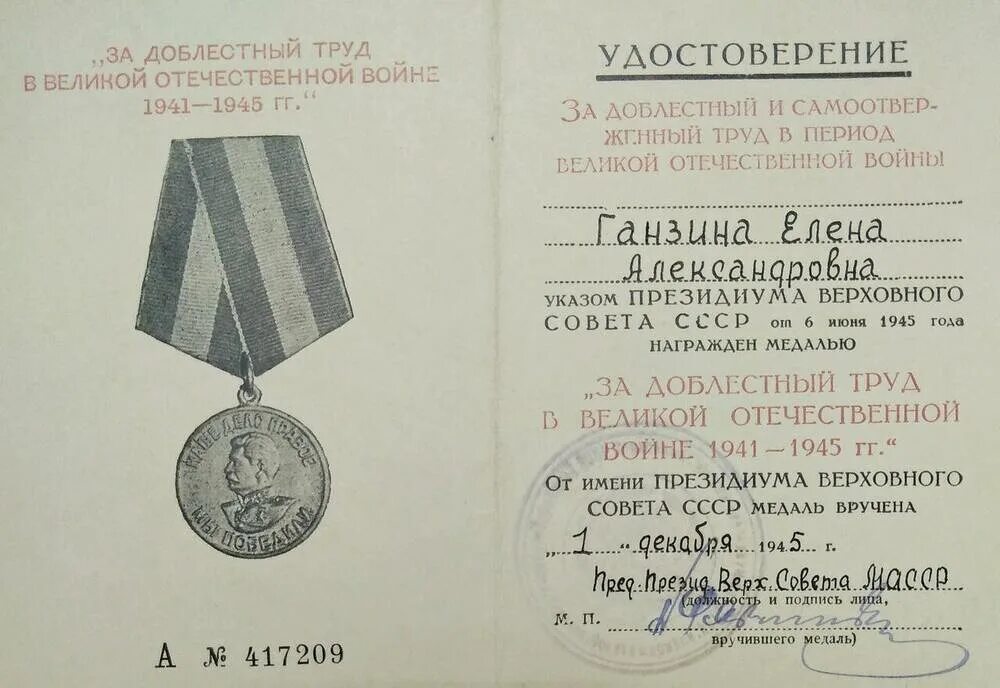 „ЗА ДОБЛЕСТНЫЙ ТРУД
В ВЕЛИКОЙ ОТЕЧЕСТВЕННОЙ ВОЙНЕ
1941—1945 гг.“
НАШЕ ДЕЛО ПРАВОЕ
МЫ ПОБЕДИЛИ
А № 417209
УДОСТОВЕРЕНИЕ
ЗА ДОБЛЕСТНЫЙ И САМООТВЕР-
ЖЕННЫЙ ТРУД В ПЕРИОД
ВЕЛИКОЙ ОТЕЧЕСТВЕННОЙ ВОЙНЫ
Ганзина Елена
Александровна
УКАЗОМ ПРЕЗИДИУМА ВЕРХОВНОГО
СОВЕТА СССР от 6 июня 1945 года
НАГРАЖДЕН МЕДАЛЬЮ
„ЗА ДОБЛЕСТНЫЙ ТРУД
В ВЕЛИКОЙ ОТЕЧЕСТВЕННОЙ
ВОЙНЕ 1941—1945 гг.“
ОТ ИМЕНИ ПРЕЗИДИУМА ВЕРХОВНОГО
СОВЕТА СССР МЕДАЛЬ ВРУЧЕНА
„1“ декабря 1945 г.
Пред. Презид. Верх. Совета МАССР
(должность и подпись лица,
М. П.
вручившего медаль)